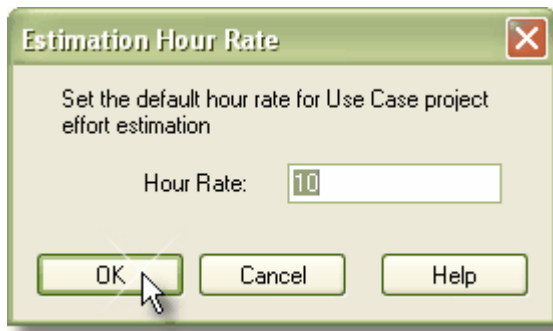 Estimation Hour Rate
Set the default hour rate for Use Case project
effort estimation
Hour Rate: 10
OK Cancel Help